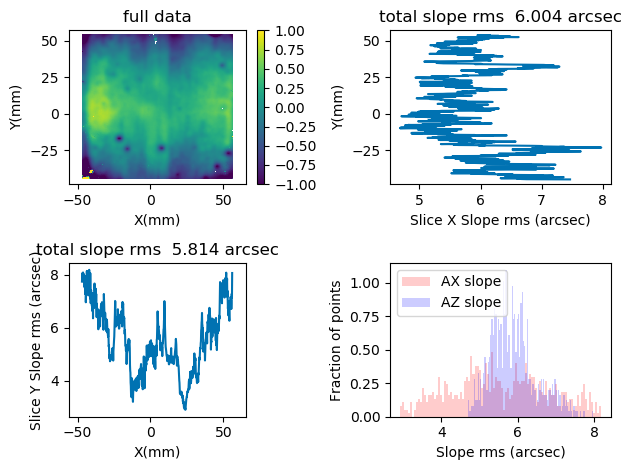 full data
Y(mm)
50
25
0
−25
−50
0
50
X(mm)
1.00
0.75
0.50
0.25
0.00
−0.25
−0.50
−0.75
−1.00
total slope rms  6.004 arcsec
Y(mm)
50
25
0
−25
5
6
7
8
Slice X Slope rms (arcsec)
total slope rms  5.814 arcsec
Slice Y Slope rms (arcsec)
8
6
4
−50
0
50
X(mm)
Fraction of points
1.00
0.75
0.50
0.25
0.00
AX slope
AZ slope
4
6
8
Slope rms (arcsec)